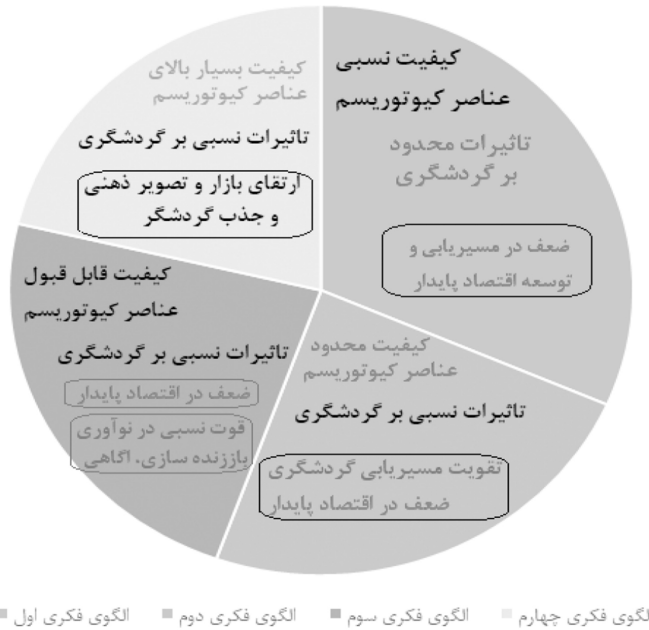 کیفیت نسبی
عناصر کیوتوریسم
تاثیرات محدود
بر گردشگری
ضعف در مسیریابی و
توسعه اقتصاد پایدار
کیفیت محدود
عناصر کیوتوریسم
تاثیرات نسبی بر گردشگری
تقویت مسیریابی گردشگری
ضعف در اقتصاد پایدار
کیفیت قابل قبول
عناصر کیوتوریسم
تاثیرات نسبی بر گردشگری
ضعف در اقتصاد پایدار
قوت نسبی در نوآوری
باززنده سازی. اگاهی
کیفیت بسیار بالای
عناصر کیوتوریسم
تاثیرات نسبی بر گردشگری
ارتقای بازار و تصویر ذهنی
و جذب گردشگر
الگوی فکری اول
الگوی فکری دوم
الگوی فکری سوم
لگوی فکری چهارم